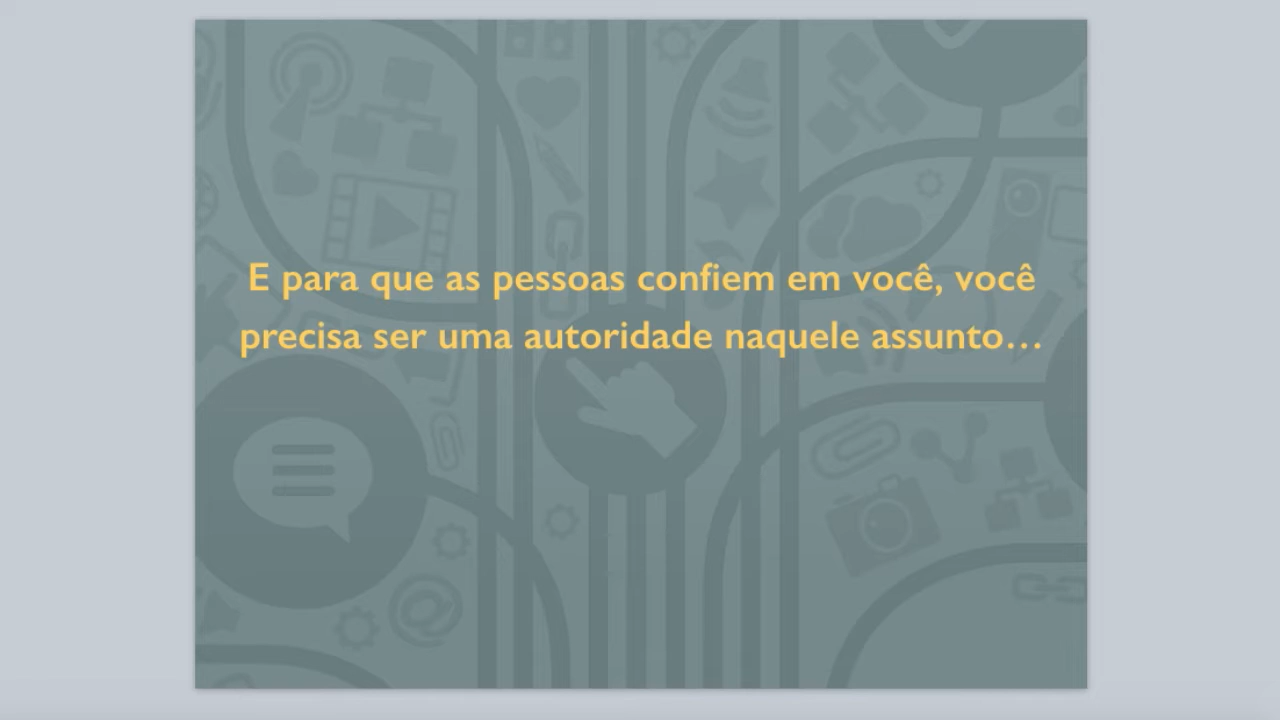 E para que as pessoas confiem em você, você
precisa ser uma autoridade naquele assunto…